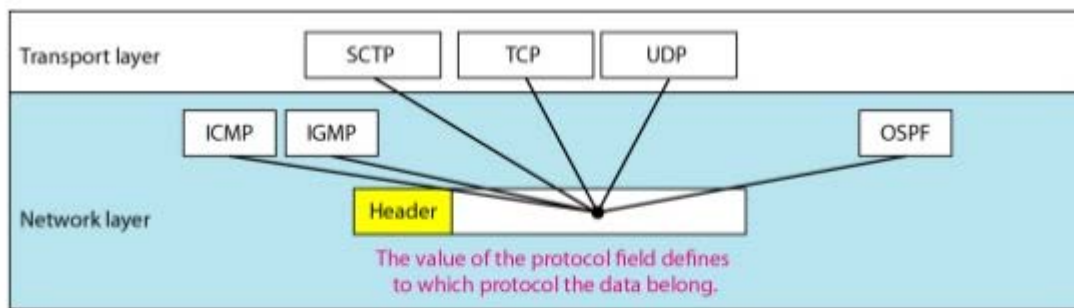 Transport layer
SCTP
TCP
UDP
ICMP
IGMP
OSPF
Network layer
Header
The value of the protocol field defines
to which protocol the data belong.